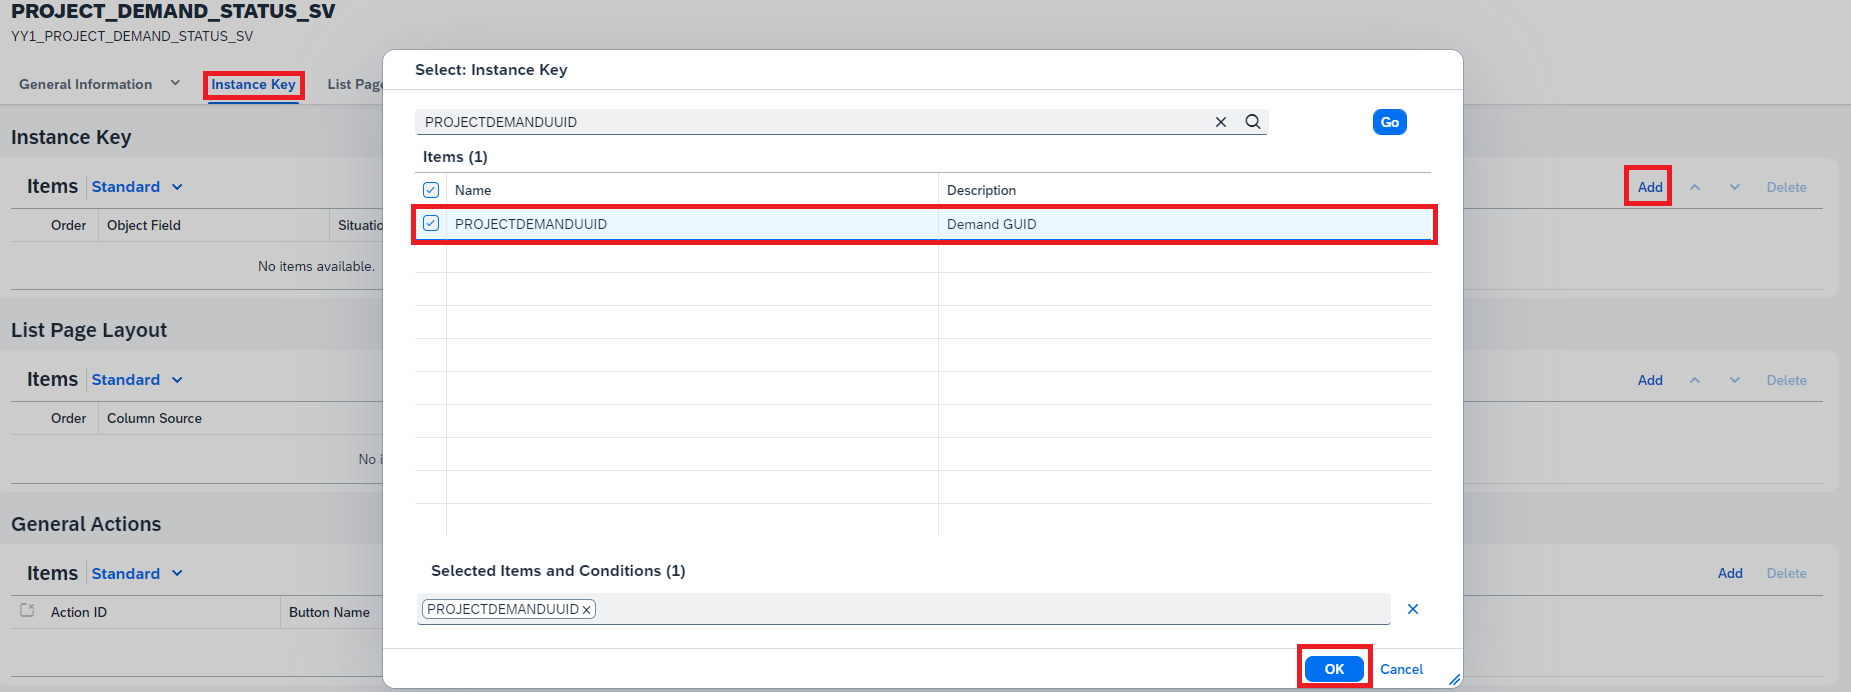 PROJECT_DEMAND_STATUS_SV
YY1_PROJECT_DEMAND_STATUS_SV
General Information
Instance Key
List Page
Instance Key
Items Standard
Add
Delete
Order
Object Field
Situatio
No items available.
List Page Layout
Items Standard
Add
Delete
Order
Column Source
No i
General Actions
Items Standard
Add
Delete
Action ID
Button Name
Select: Instance Key
PROJECTDEMANDUUID
Go
Items (1)
Name
Description
PROJECTDEMANDUUID
Demand GUID
Selected Items and Conditions (1)
PROJECTDEMANDUUID
OK
Cancel